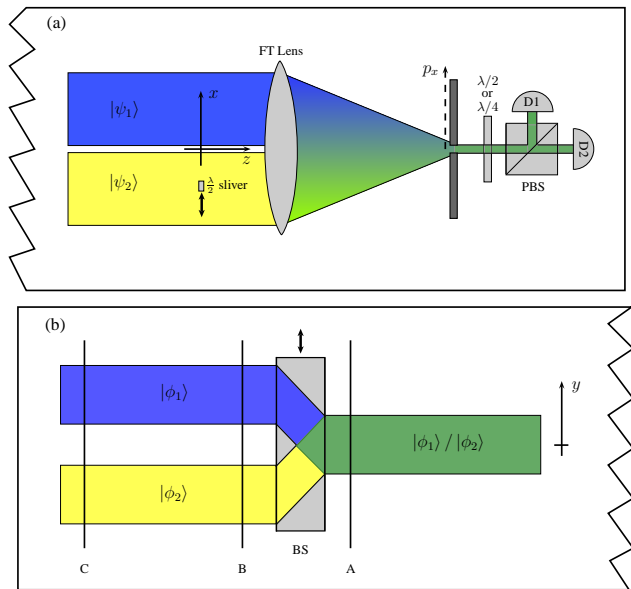 (a)
FT Lens
p_x
λ/2
or
λ/4
D1
|ψ₁⟩
x
z
D2
|ψ₂⟩
λ/2 sliver
PBS
(b)
|ϕ₁⟩
y
|ϕ₁⟩ / |ϕ₂⟩
|ϕ₂⟩
BS
C
B
A